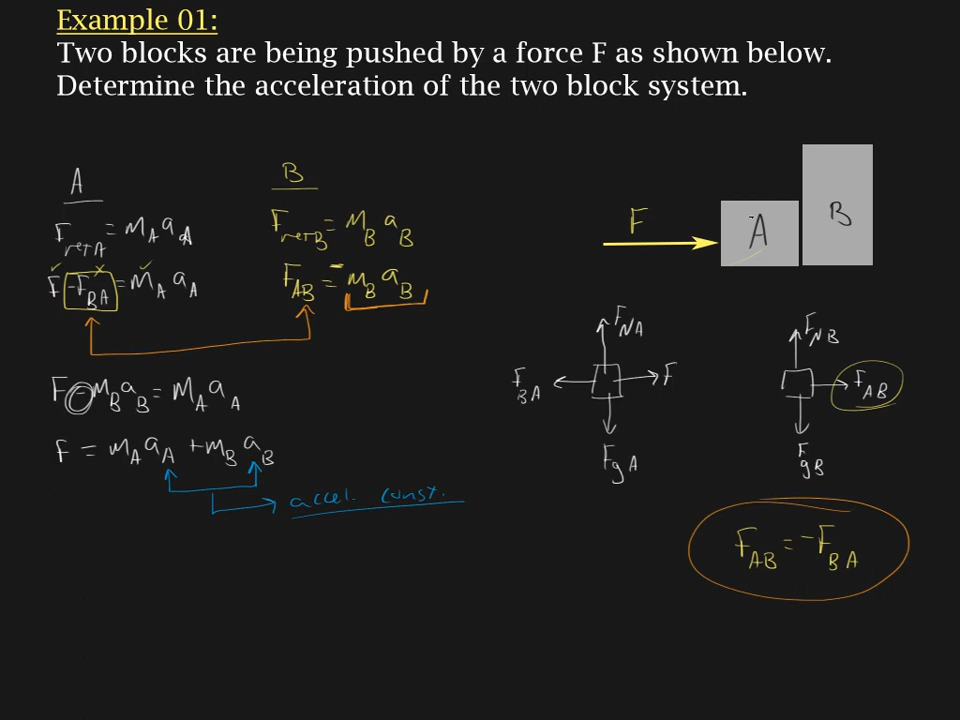 Example 01:
Two blocks are being pushed by a force F as shown below.
Determine the acceleration of the two block system.
A
F_netA = m_A a_A
F - F_BA = m_A a_A
B
F_netB = m_B a_B
F_AB = m_B a_B
F - m_B a_B = m_A a_A
F = m_A a_A + m_B a_B
accel. const.
F
A
B
F_NA
F_BA
F
F_gA
F_NB
F_AB
F_gB
F_AB = -F_BA